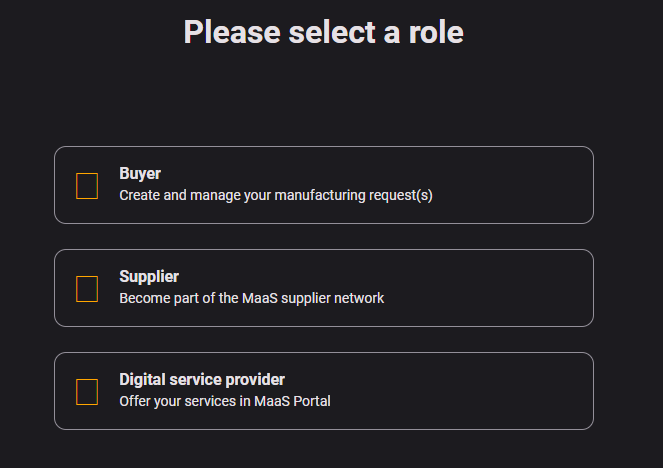 Please select a role
Buyer
Create and manage your manufacturing request(s)
Supplier
Become part of the MaaS supplier network
Digital service provider
Offer your services in MaaS Portal